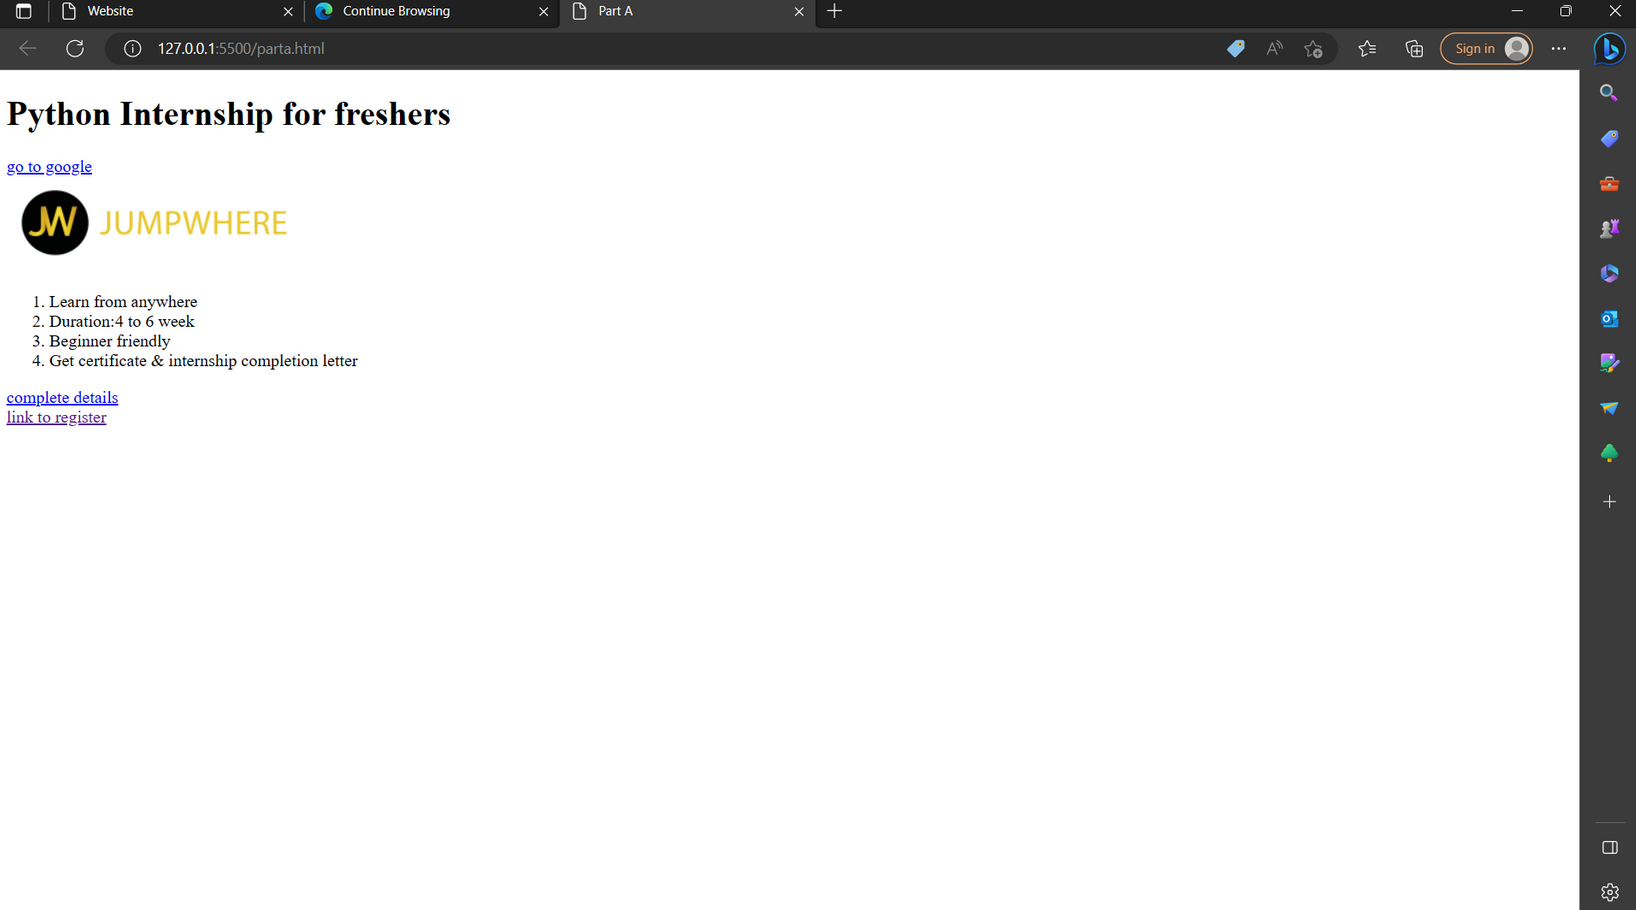 Website
Continue Browsing
Part A
127.0.0.1:5500/parta.html
Sign in
Python Internship for freshers
go to google
JW JUMPWHERE
1. Learn from anywhere
2. Duration:4 to 6 week
3. Beginner friendly
4. Get certificate & internship completion letter
complete details
link to register